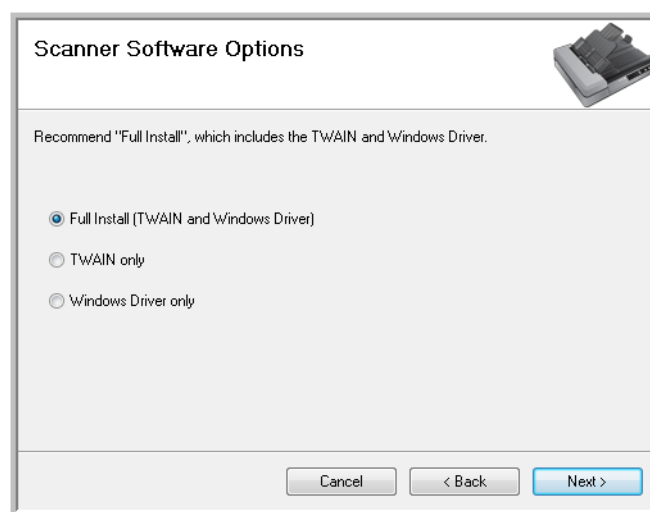 Scanner Software Options
Recommend "Full Install", which includes the TWAIN and Windows Driver.
Full Install (TWAIN and Windows Driver)
TWAIN only
Windows Driver only
Cancel
< Back
Next >